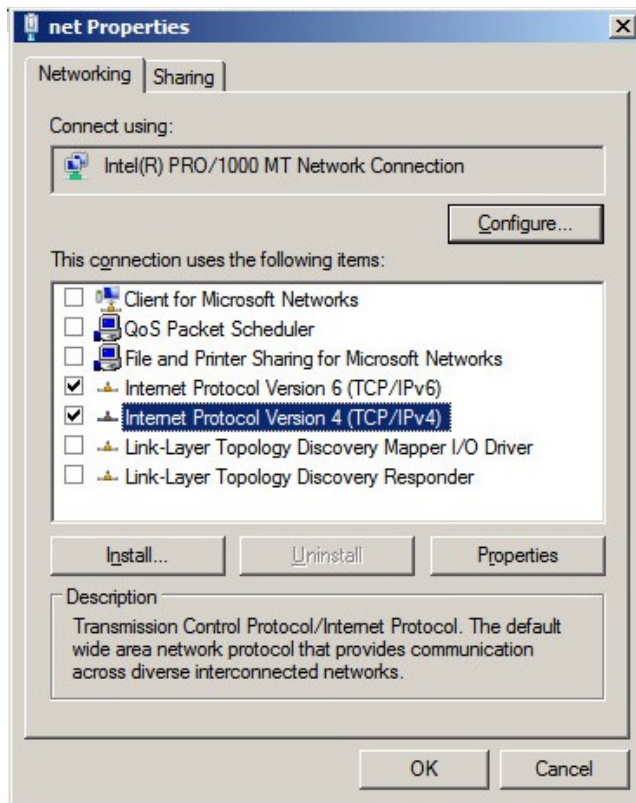 net Properties
Networking
Sharing
Connect using:
Intel(R) PRO/1000 MT Network Connection
Configure...
This connection uses the following items:
Client for Microsoft Networks
QoS Packet Scheduler
File and Printer Sharing for Microsoft Networks
Internet Protocol Version 6 (TCP/IPv6)
Internet Protocol Version 4 (TCP/IPv4)
Link-Layer Topology Discovery Mapper I/O Driver
Link-Layer Topology Discovery Responder
Install...
Uninstall
Properties
Description
Transmission Control Protocol/Internet Protocol. The default
wide area network protocol that provides communication
across diverse interconnected networks.
OK
Cancel